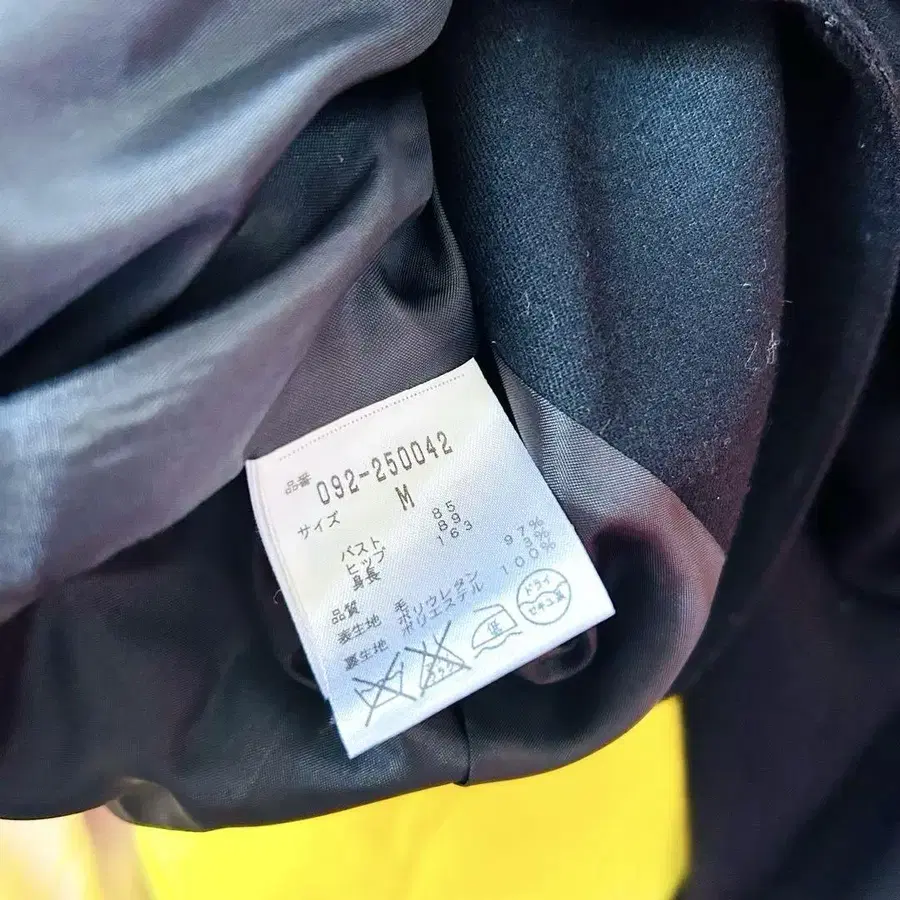 品番 092-250042
サイズ M
バスト 85
ヒップ 89
身長 163
品質
表生地 毛 97%
ポリウレタン 3%
裏生地 ポリエステル 100%
低
ドライ
セキユ系